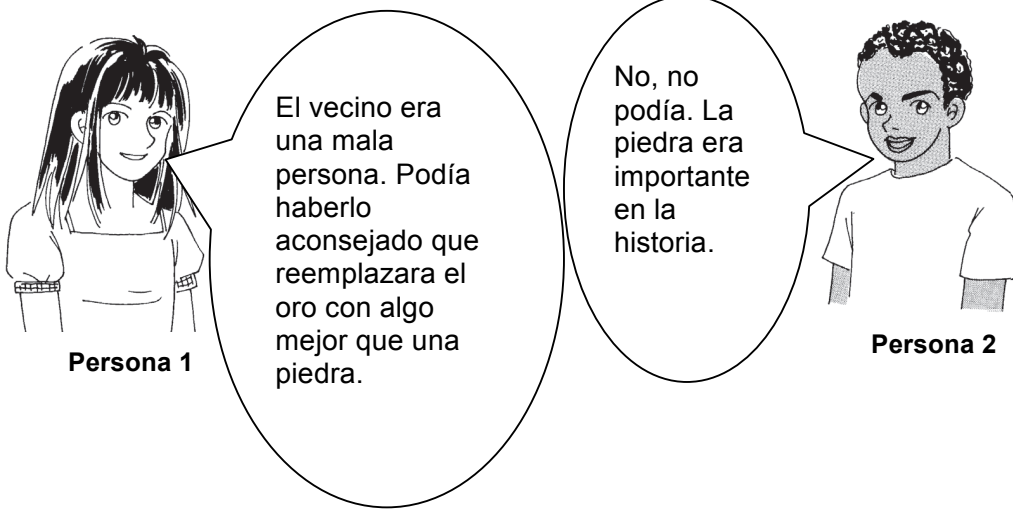 El vecino era
una mala
persona. Podía
haberlo
aconsejado que
reemplazara el
oro con algo
mejor que una
piedra.
No, no
podía. La
piedra era
importante
en la
historia.
Persona 1
Persona 2